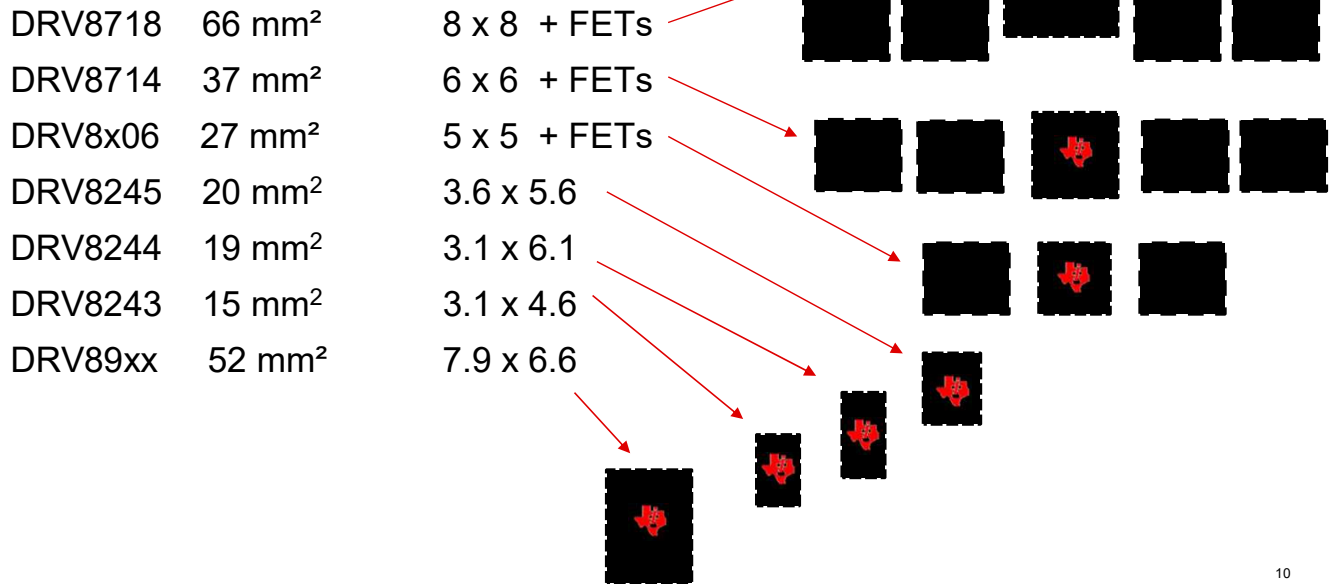 DRV8718 66 mm² 8 x 8 + FETs
DRV8714 37 mm² 6 x 6 + FETs
DRV8x06 27 mm² 5 x 5 + FETs
DRV8245 20 mm² 3.6 x 5.6
DRV8244 19 mm² 3.1 x 6.1
DRV8243 15 mm² 3.1 x 4.6
DRV89xx 52 mm² 7.9 x 6.6
10